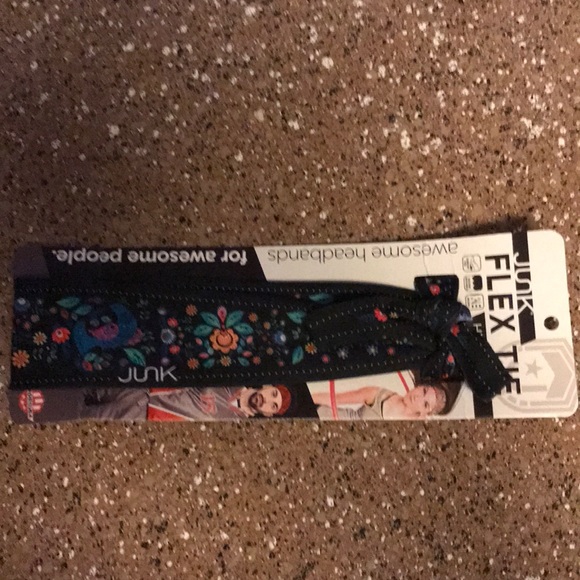 JUNK
FLEX TIE
awesome headbands
for awesome people.
JUNK